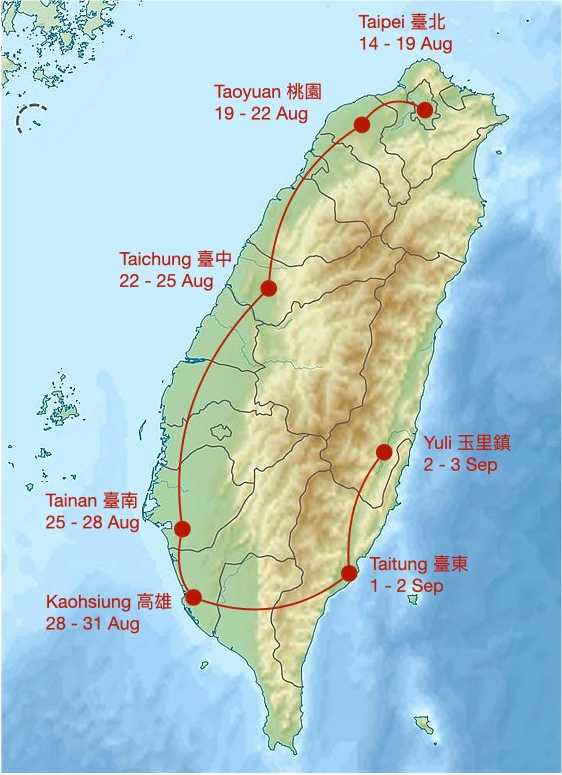 Taipei 臺北
14 - 19 Aug
Taoyuan 桃園
19 - 22 Aug
Taichung 臺中
22 - 25 Aug
Yuli 玉里鎮
2 - 3 Sep
Tainan 臺南
25 - 28 Aug
Taitung 臺東
1 - 2 Sep
Kaohsiung 高雄
28 - 31 Aug